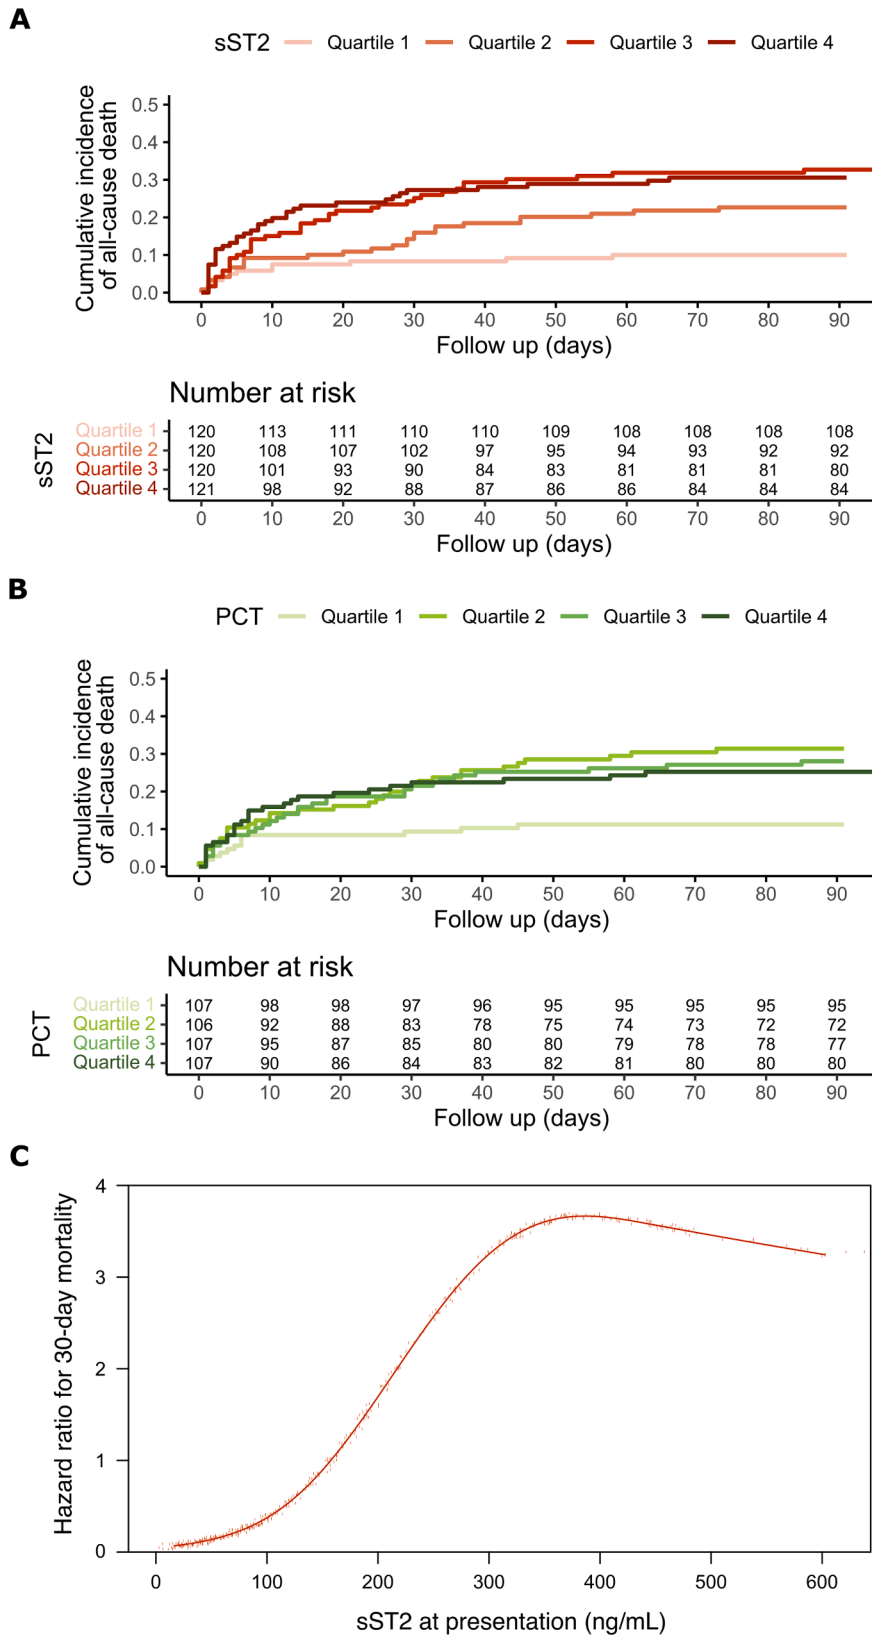 A
sST2 Quartile 1 Quartile 2 Quartile 3 Quartile 4
Cumulative incidence
of all-cause death
0.5
0.4
0.3
0.2
0.1
0.0
0 10 20 30 40 50 60 70 80 90
Follow up (days)
Number at risk
sST2
Quartile 1 120 113 111 110 110 109 108 108 108 108
Quartile 2 120 108 107 102 97 95 94 93 92 92
Quartile 3 120 101 93 90 84 83 81 81 81 80
Quartile 4 121 98 92 88 87 86 86 84 84 84
0 10 20 30 40 50 60 70 80 90
Follow up (days)
B
PCT Quartile 1 Quartile 2 Quartile 3 Quartile 4
Cumulative incidence
of all-cause death
0.5
0.4
0.3
0.2
0.1
0.0
0 10 20 30 40 50 60 70 80 90
Follow up (days)
Number at risk
PCT
Quartile 1 107 98 98 97 96 95 95 95 95 95
Quartile 2 106 92 88 83 78 75 74 73 72 72
Quartile 3 107 95 87 85 80 80 79 78 78 77
Quartile 4 107 90 86 84 83 82 81 80 80 80
0 10 20 30 40 50 60 70 80 90
Follow up (days)
C
Hazard ratio for 30-day mortality
4
3
2
1
0
0 100 200 300 400 500 600
sST2 at presentation (ng/mL)